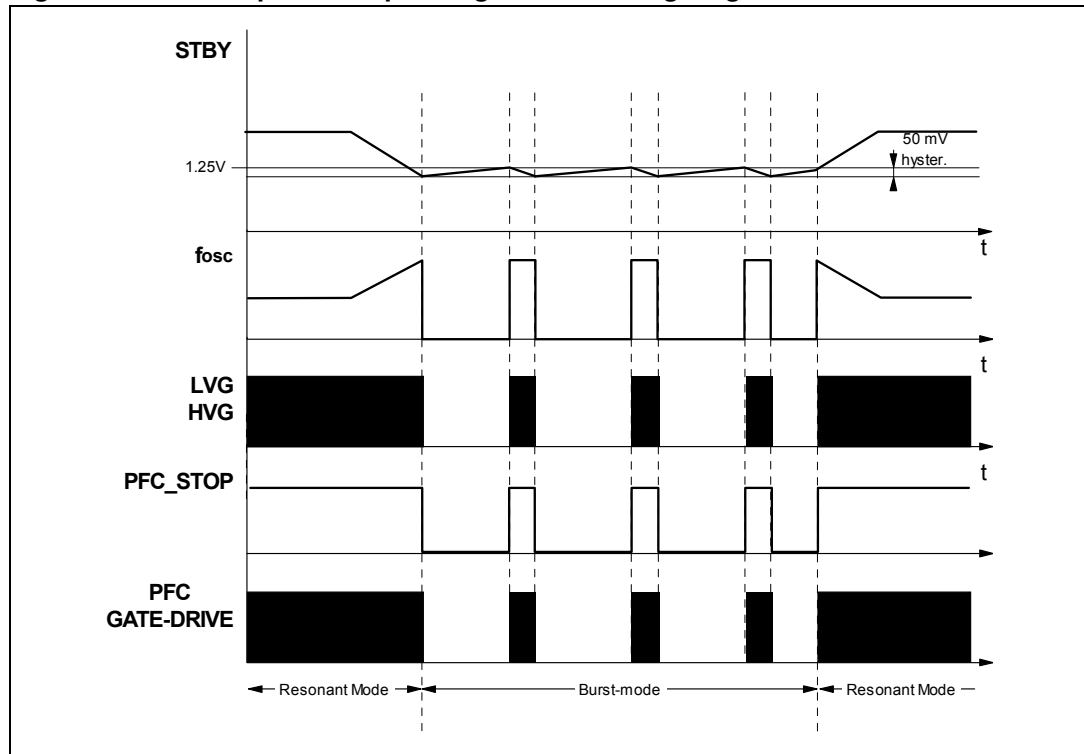 STBY
50 mV
hyster.
1.25V
t
fosc
t
LVG
HVG
t
PFC_STOP
PFC
GATE-DRIVE
Resonant Mode
Burst-mode
Resonant Mode